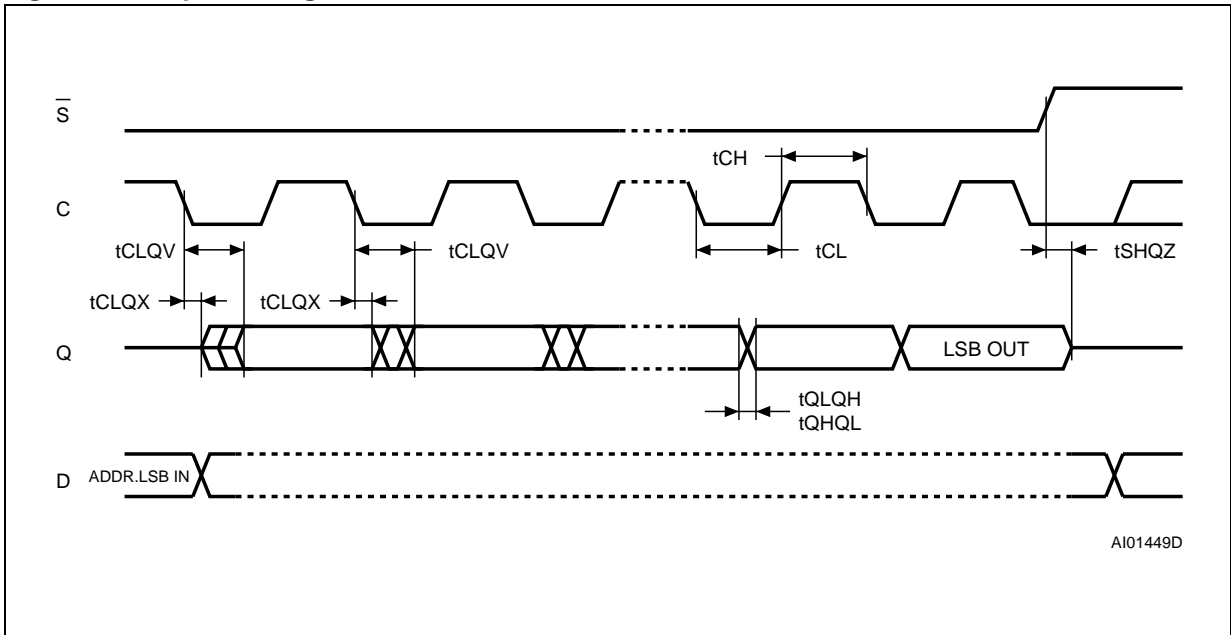 S
tCH
C
tCLQV
tCLQV
tCL
tSHQZ
tCLQX
tCLQX
Q
LSB OUT
tQLQH
tQHQL
D
ADDR.LSB IN
AI01449D